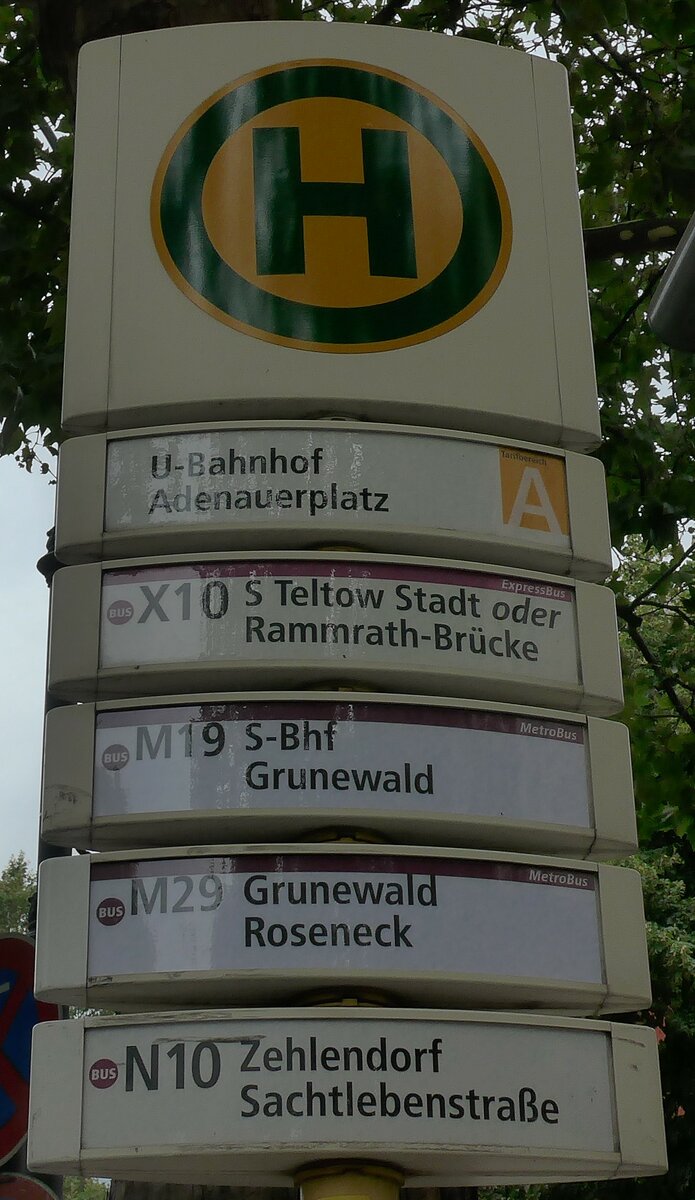 H
U-Bahnhof
Adenauerplatz
Tarifbereich
A
ExpressBus
BUS X10 S Teltow Stadt oder
Rammrath-Brücke
MetroBus
BUS M19 S-Bhf
Grunewald
MetroBus
BUS M29 Grunewald
Roseneck
BUS N10 Zehlendorf
Sachtlebenstraße